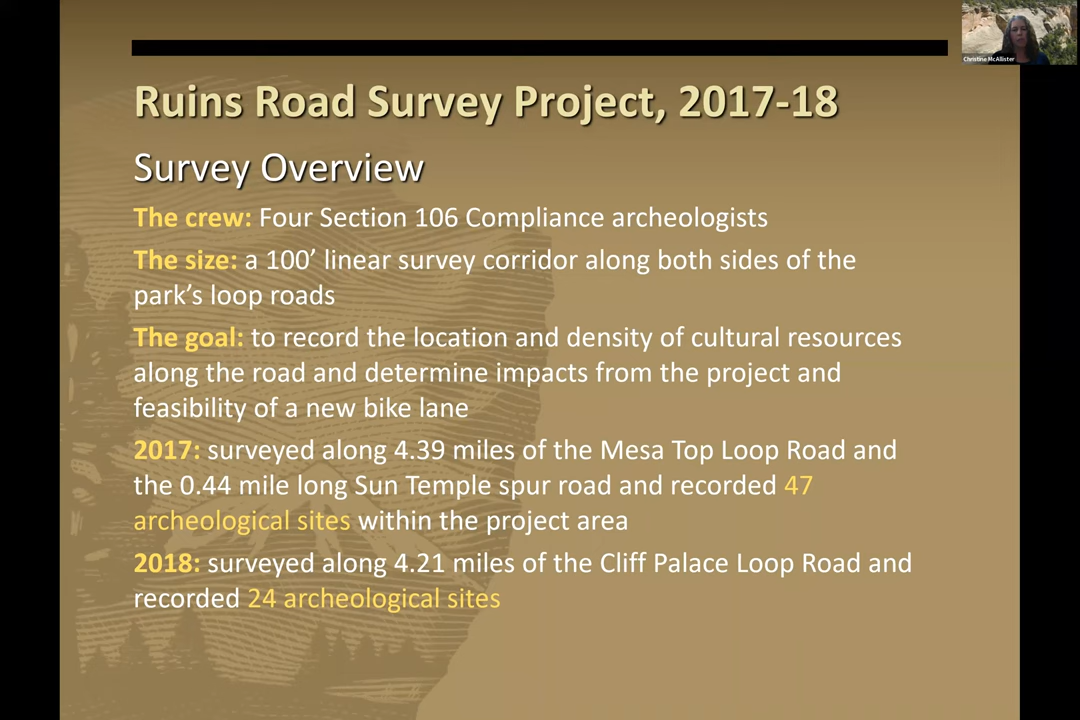 Christine McAllister
Ruins Road Survey Project, 2017-18
Survey Overview
The crew: Four Section 106 Compliance archeologists
The size: a 100’ linear survey corridor along both sides of the
park’s loop roads
The goal: to record the location and density of cultural resources
along the road and determine impacts from the project and
feasibility of a new bike lane
2017: surveyed along 4.39 miles of the Mesa Top Loop Road and
the 0.44 mile long Sun Temple spur road and recorded 47
archeological sites within the project area
2018: surveyed along 4.21 miles of the Cliff Palace Loop Road and
recorded 24 archeological sites